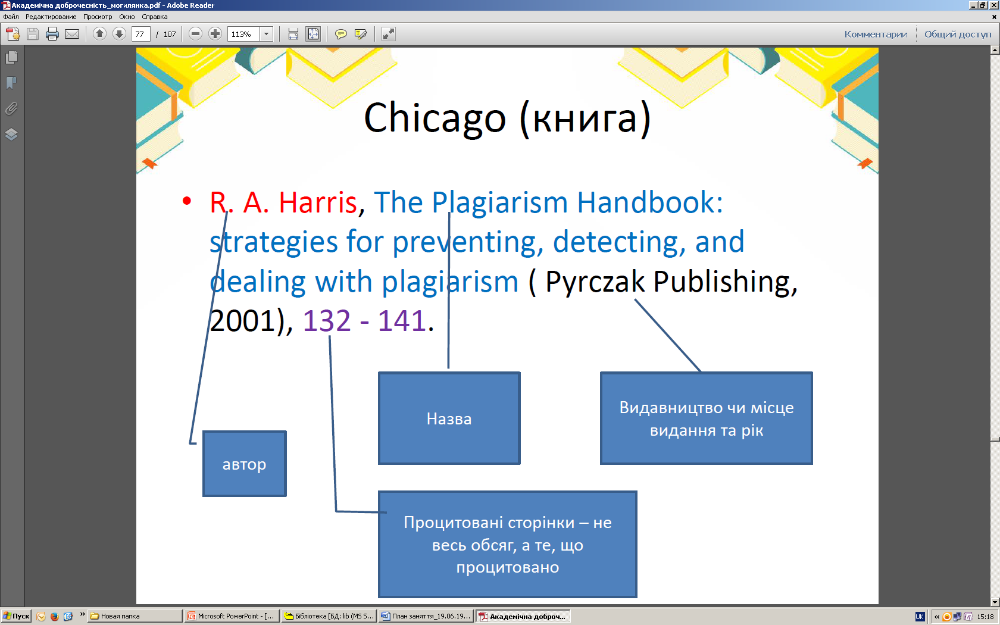 Академічна доброчесність_могилянка.pdf - Adobe Reader
Файл Редактирование Просмотр Окно Справка
77 / 107 113% Комментарии Общий доступ
Chicago (книга)
• R. A. Harris, The Plagiarism Handbook:
strategies for preventing, detecting, and
dealing with plagiarism ( Pyrczak Publishing,
2001), 132 - 141.
Назва
Видавництво чи місце
видання та рік
автор
Процитовані сторінки – не
весь обсяг, а те, що
процитовано
Пуск Новая папка Microsoft PowerPoint - [... Бібліотека [БД: lib (MS S... План заняття_19.06.19... Академічна доброч... UK 15:18